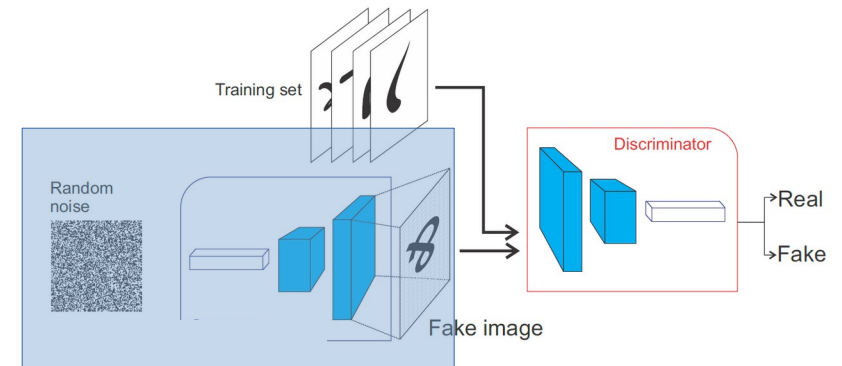 Training set
Discriminator
Random
noise
Real
Fake
Fake image